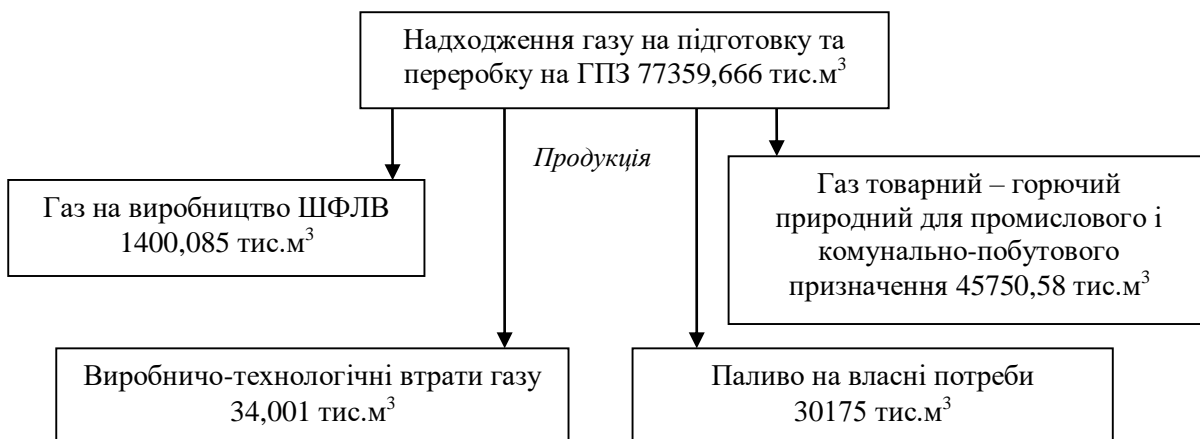 Надходження газу на підготовку та
переробку на ГПЗ 77359,666 тис.м³
Продукція
Газ на виробництво ШФЛВ
1400,085 тис.м³
Газ товарний – горючий
природний для промислового і
комунально-побутового
призначення 45750,58 тис.м³
Виробничо-технологічні втрати газу
34,001 тис.м³
Паливо на власні потреби
30175 тис.м³